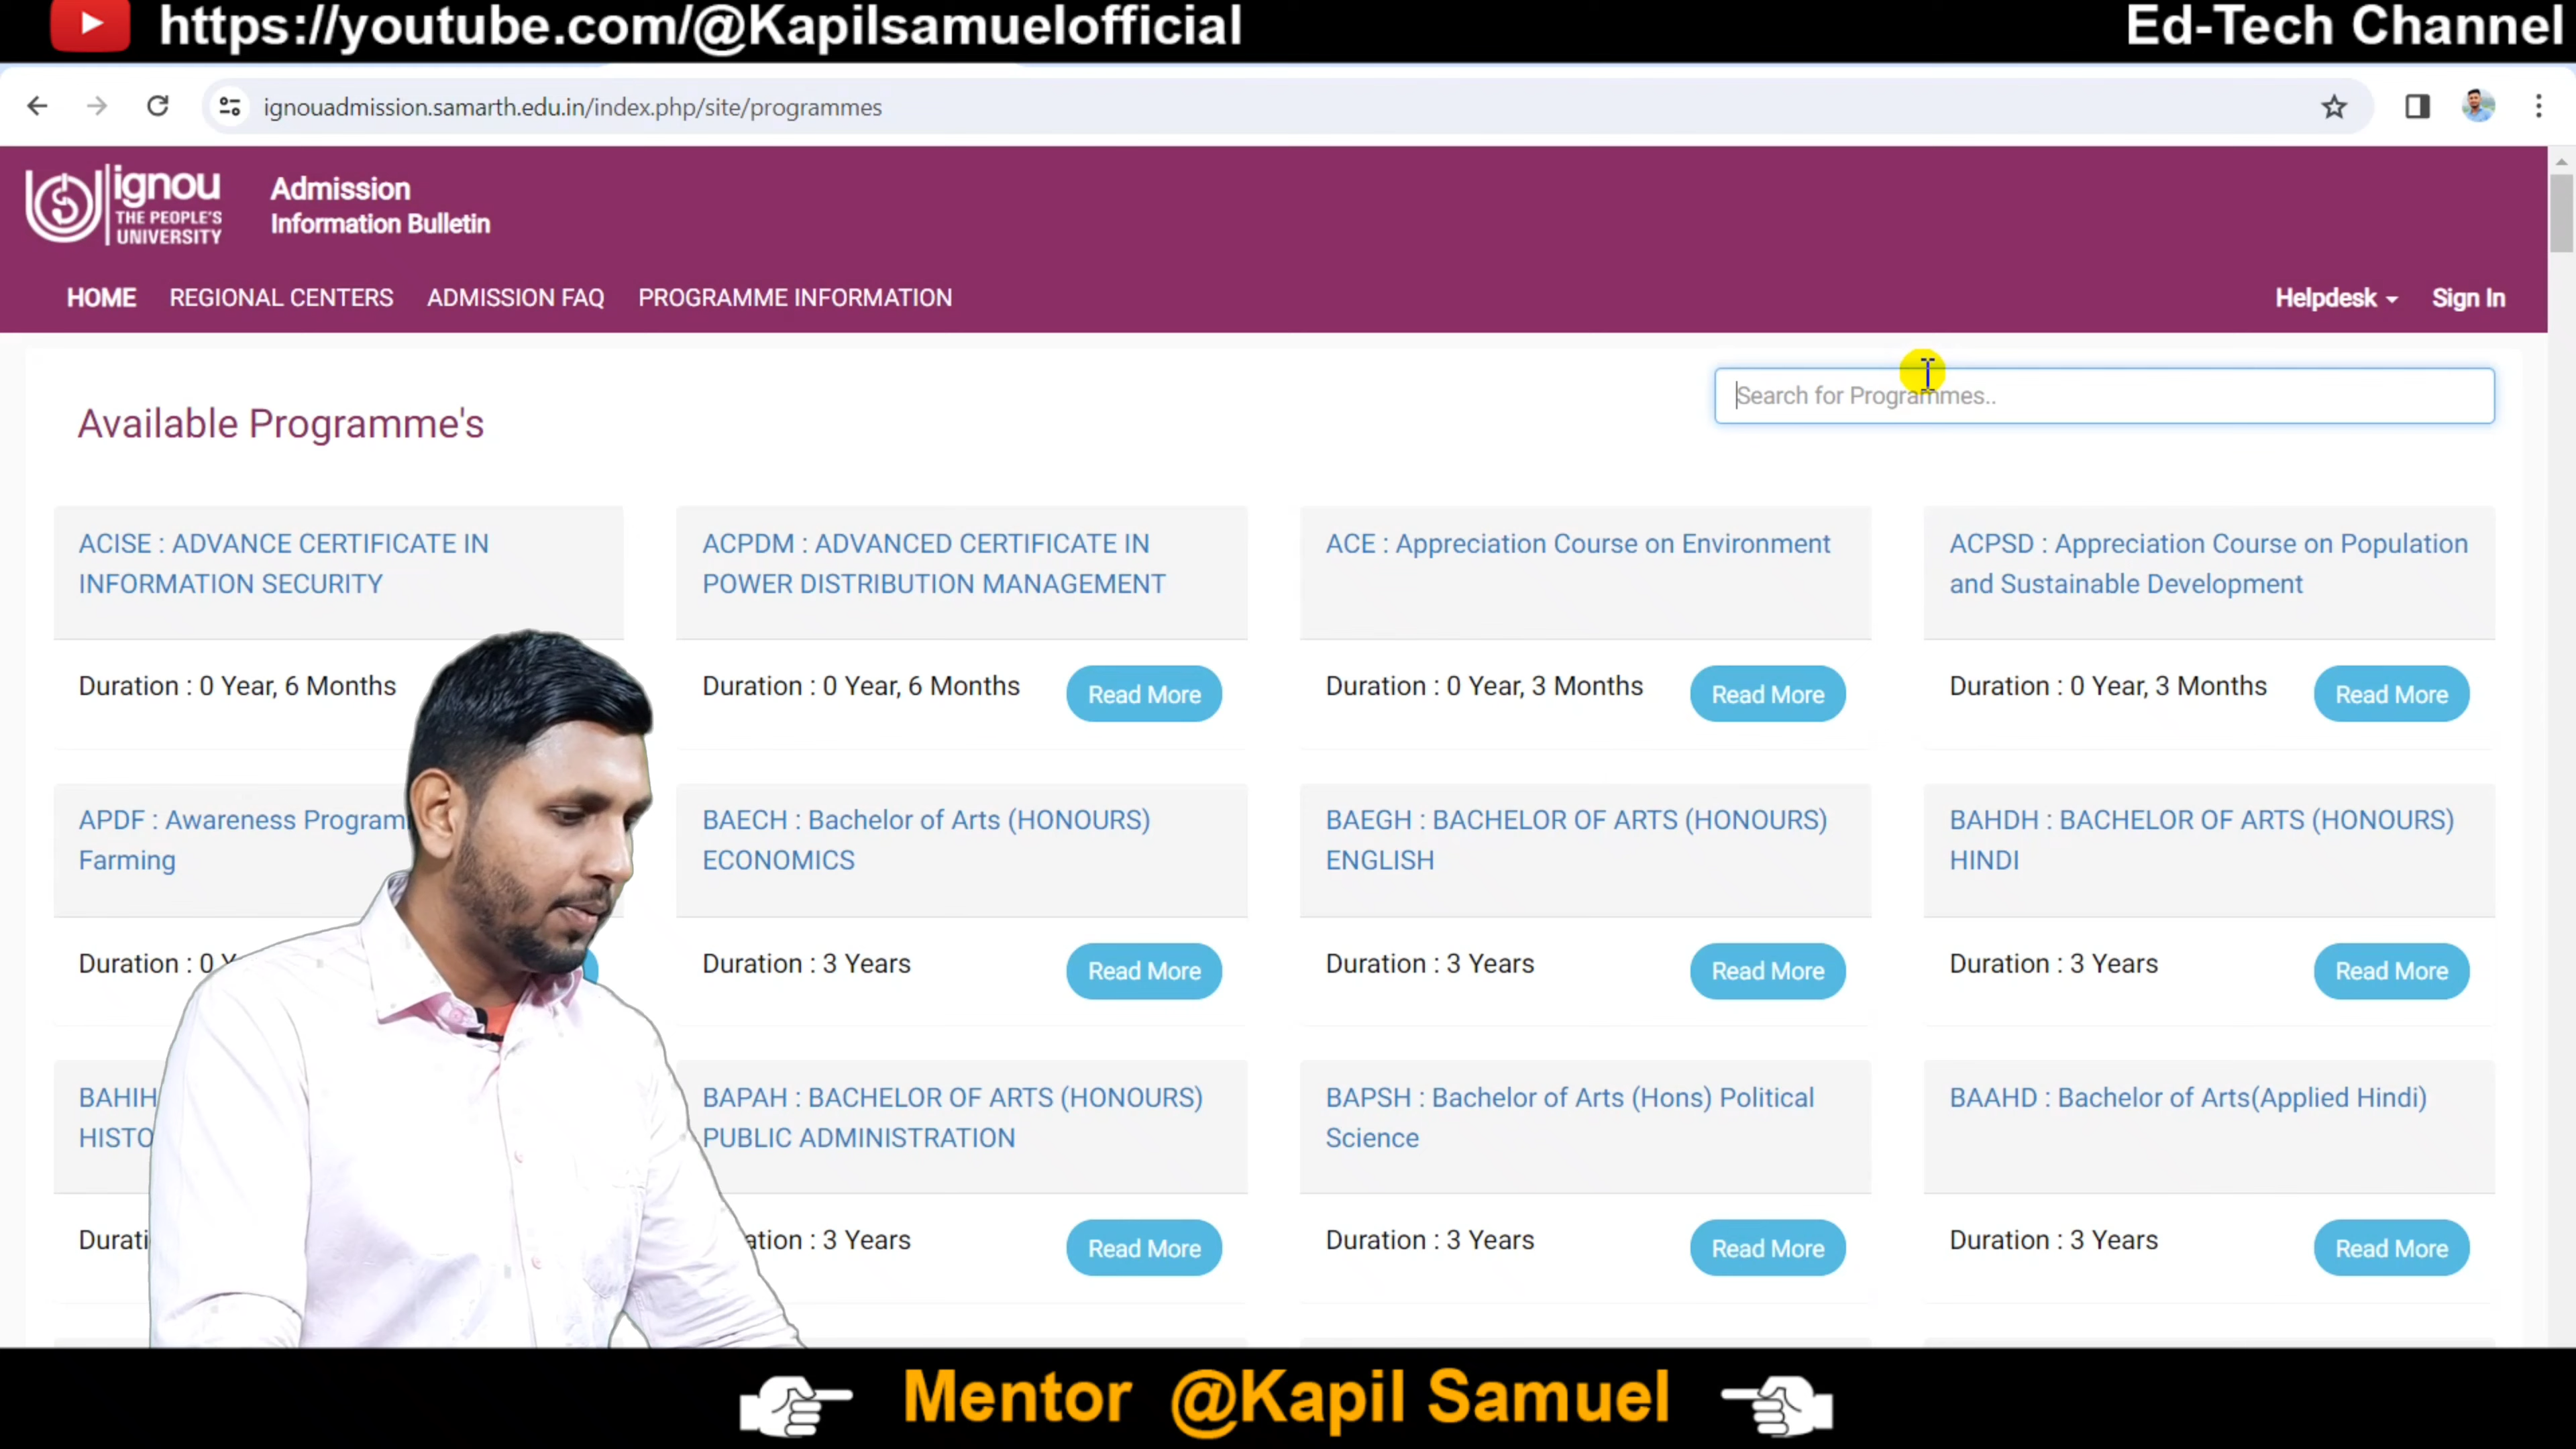 https://youtube.com/@Kapilsamuelofficial
Ed-Tech Channel
ignouadmission.samarth.edu.in/index.php/site/programmes
ignou
THE PEOPLE'S
UNIVERSITY
Admission
Information Bulletin
HOME
REGIONAL CENTERS
ADMISSION FAQ
PROGRAMME INFORMATION
Helpdesk
Sign In
Search for Programmes..
Available Programme's
ACISE : ADVANCE CERTIFICATE IN
INFORMATION SECURITY
Duration : 0 Year, 6 Months
ACPDM : ADVANCED CERTIFICATE IN
POWER DISTRIBUTION MANAGEMENT
Duration : 0 Year, 6 Months
Read More
ACE : Appreciation Course on Environment
Duration : 0 Year, 3 Months
Read More
ACPSD : Appreciation Course on Population
and Sustainable Development
Duration : 0 Year, 3 Months
Read More
APDF : Awareness
Farming
Duration : 0
BAECH : Bachelor of Arts (HONOURS)
ECONOMICS
Duration : 3 Years
Read More
BAEGH : BACHELOR OF ARTS (HONOURS)
ENGLISH
Duration : 3 Years
Read More
BAHDH : BACHELOR OF ARTS (HONOURS)
HINDI
Duration : 3 Years
Read More
BAPAH : BACHELOR OF ARTS (HONOURS)
PUBLIC ADMINISTRATION
: 3 Years
Read More
BAPSH : Bachelor of Arts (Hons) Political
Science
Duration : 3 Years
Read More
BAAHD : Bachelor of Arts(Applied Hindi)
Duration : 3 Years
Read More
Mentor @Kapil Samuel